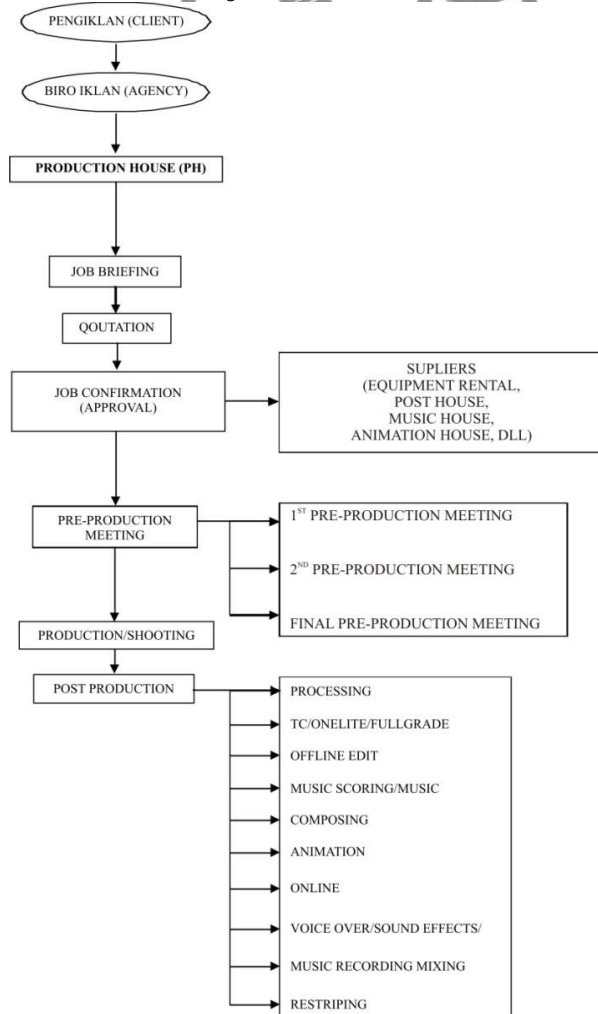 PENGIKLAN (CLIENT)
BIRO IKLAN (AGENCY)
PRODUCTION HOUSE (PH)
JOB BRIEFING
QOUTATION
JOB CONFIRMATION
(APPROVAL)
SUPLIERS
(EQUIPMENT RENTAL,
POST HOUSE,
MUSIC HOUSE,
ANIMATION HOUSE, DLL)
PRE-PRODUCTION
MEETING
1ST PRE-PRODUCTION MEETING
2ND PRE-PRODUCTION MEETING
FINAL PRE-PRODUCTION MEETING
PRODUCTION/SHOOTING
POST PRODUCTION
PROCESSING
TC/ONELITE/FULLGRADE
OFFLINE EDIT
MUSIC SCORING/MUSIC
COMPOSING
ANIMATION
ONLINE
VOICE OVER/SOUND EFFECTS/
MUSIC RECORDING MIXING
RESTRIPING